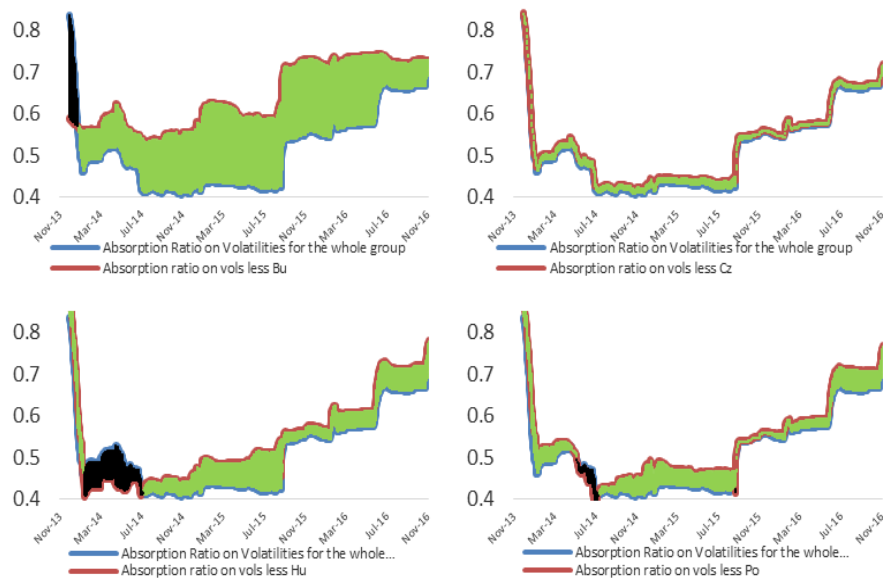 0.8
0.7
0.6
0.5
0.4
Nov-13
Mar-14
Jul-14
Nov-14
Mar-15
Jul-15
Nov-15
Mar-16
Jul-16
Nov-16
Absorption Ratio on Volatilities for the whole group
Absorption ratio on vols less Bu
0.8
0.7
0.6
0.5
0.4
Nov-13
Mar-14
Jul-14
Nov-14
Mar-15
Jul-15
Nov-15
Mar-16
Jul-16
Nov-16
Absorption Ratio on Volatilities for the whole group
Absorption ratio on vols less Cz
0.8
0.7
0.6
0.5
0.4
Nov-13
Mar-14
Jul-14
Nov-14
Mar-15
Jul-15
Nov-15
Mar-16
Jul-16
Nov-16
Absorption Ratio on Volatilities for the whole...
Absorption ratio on vols less Hu
0.8
0.7
0.6
0.5
0.4
Nov-13
Mar-14
Jul-14
Nov-14
Mar-15
Jul-15
Nov-15
Mar-16
Jul-16
Nov-16
Absorption Ratio on Volatilities for the whole...
Absorption ratio on vols less Po